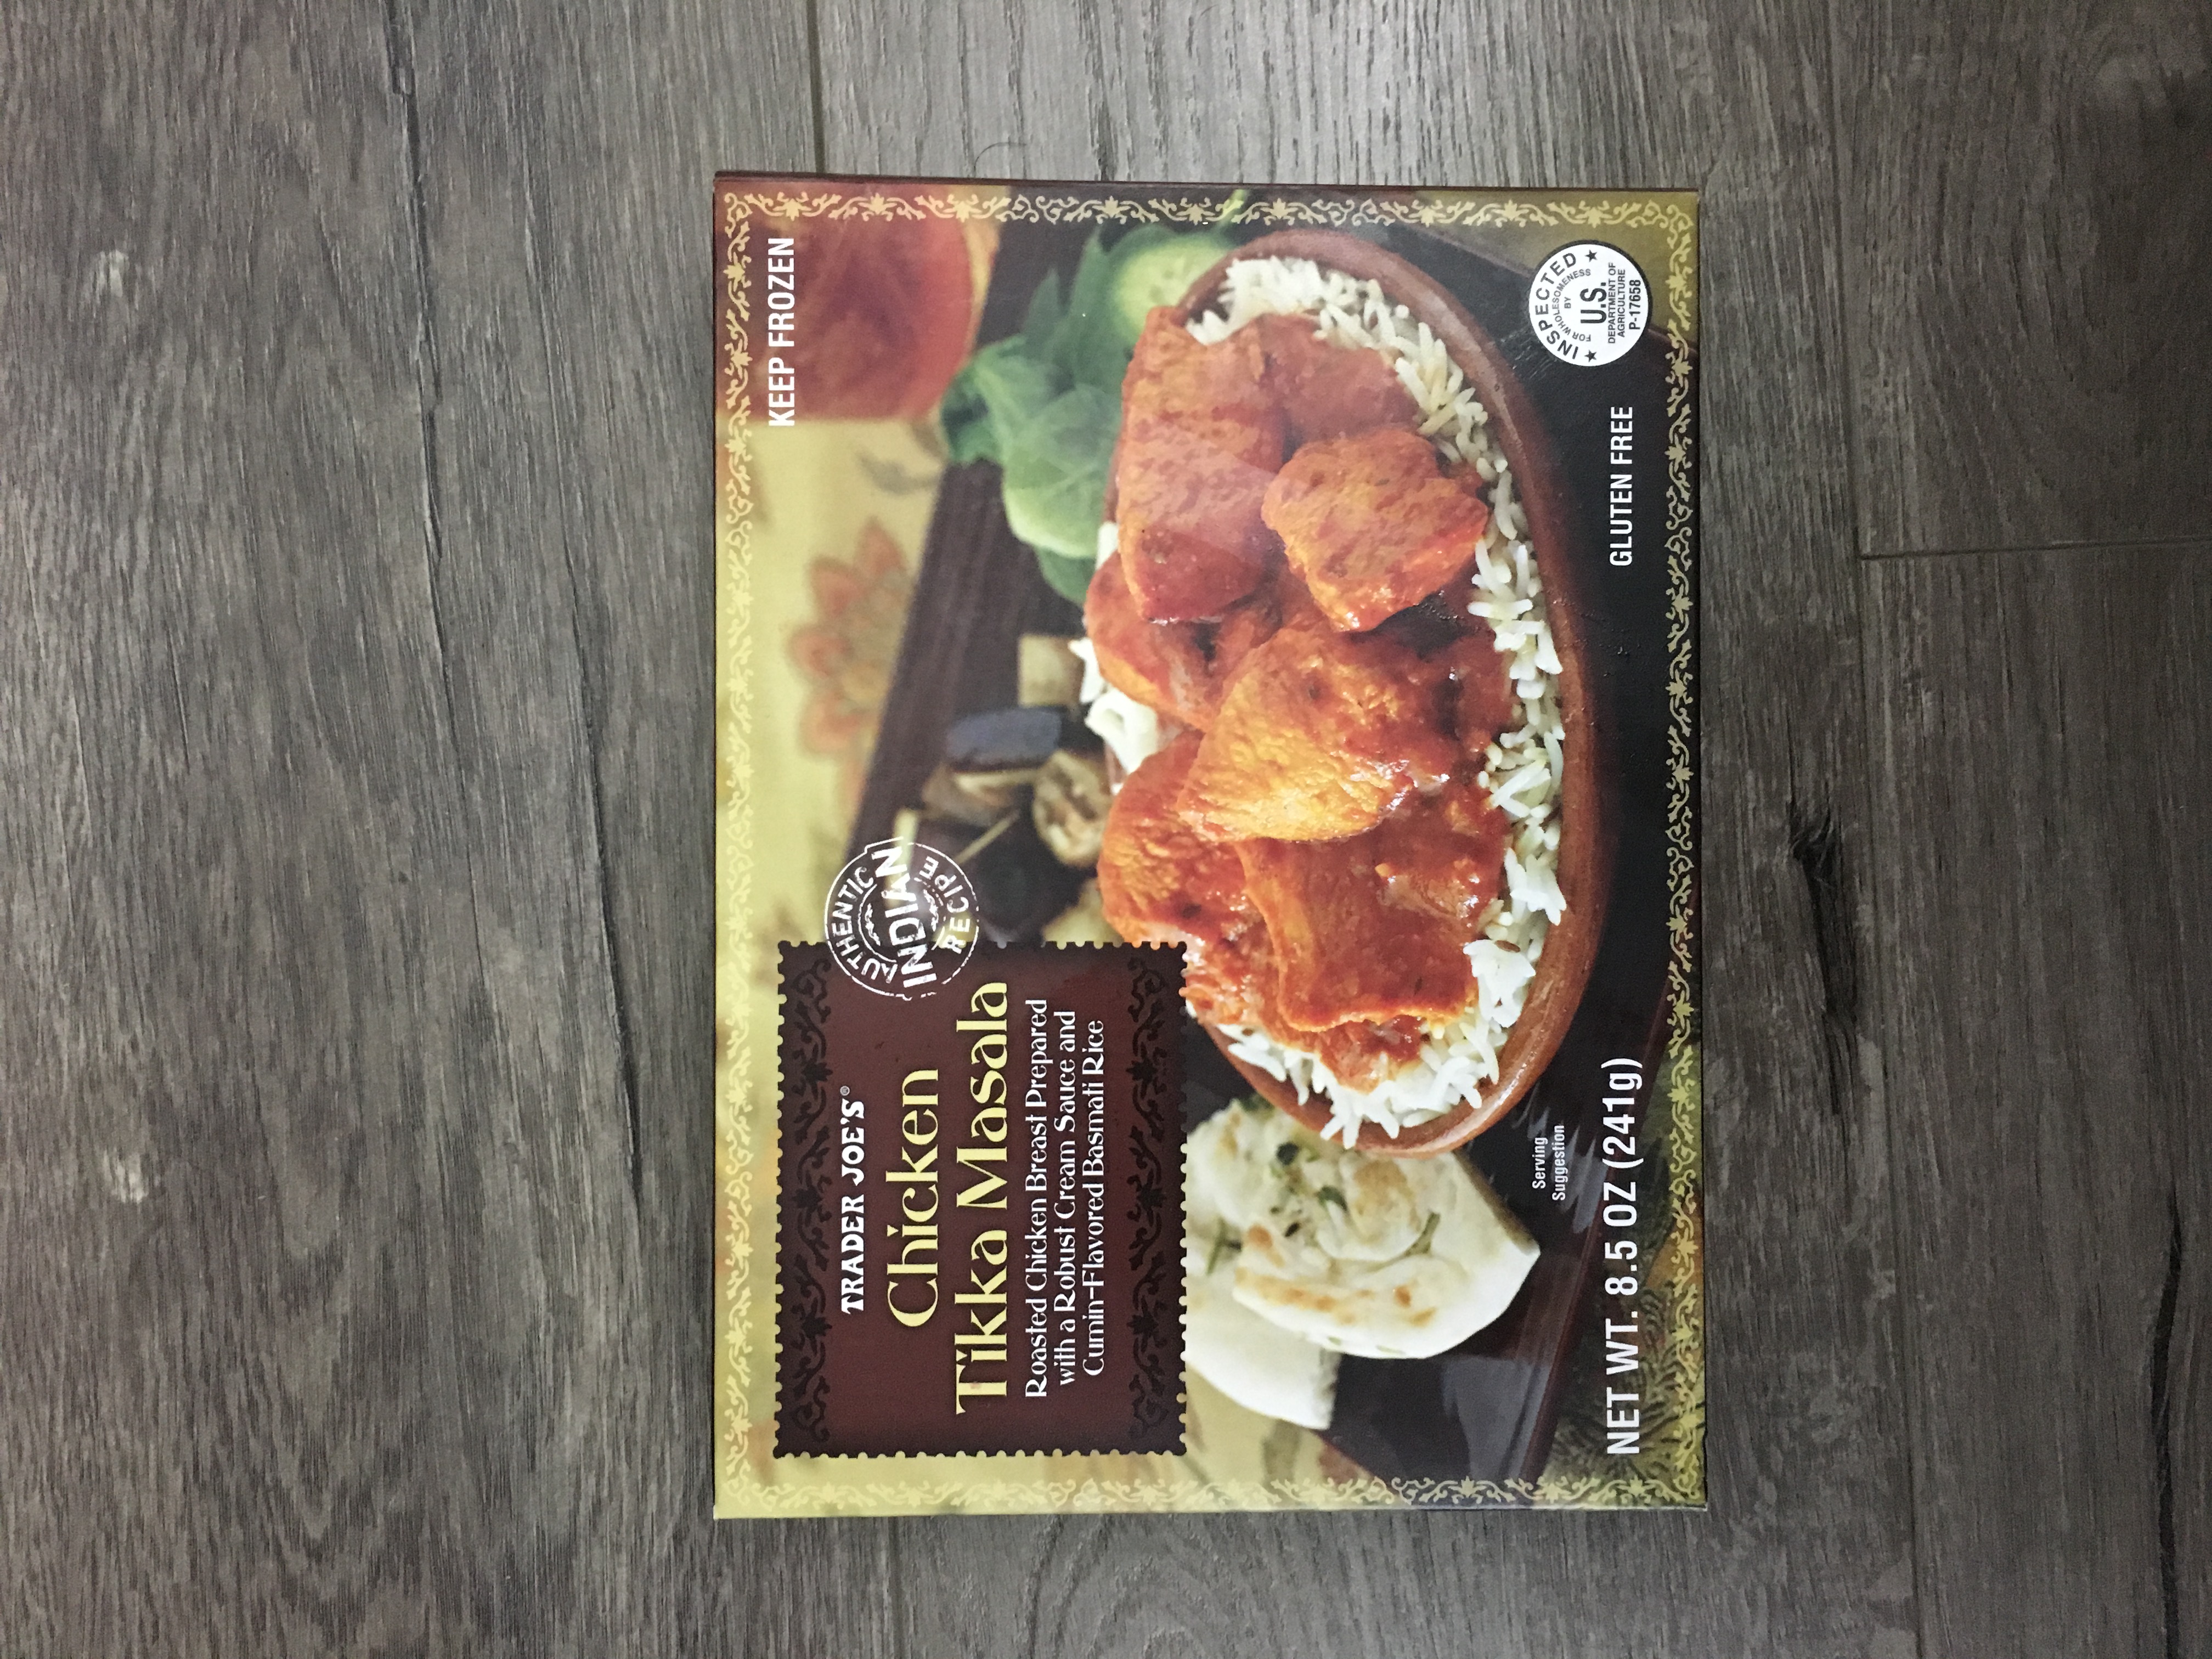 KEEP FROZEN
TRADER JOE'S®
Chicken
Tikka Masala
Roasted Chicken Breast Prepared
with a Robust Cream Sauce and
Cumin-Flavored Basmati Rice
AUTHENTIC
INDIAN
RECIPE
Serving
Suggestion
NET WT. 8.5 OZ (241g)
GLUTEN FREE
INSPECTED
FOR WHOLESOMENESS
BY
U.S.
DEPARTMENT OF
AGRICULTURE
P-17658